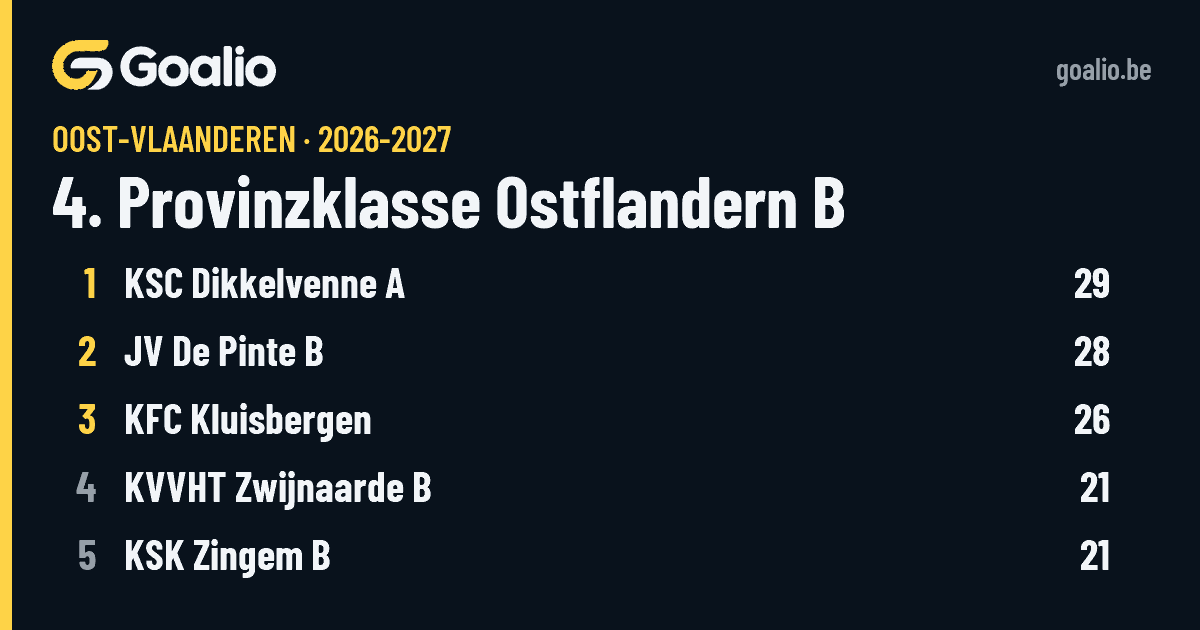 Goalio
goalio.be
OOST-VLAANDEREN · 2026-2027
4. Provinzklasse Ostflandern B
1 KSC Dikkelvenne A 29
2 JV De Pinte B 28
3 KFC Kluisbergen 26
4 KVVHT Zwijnaarde B 21
5 KSK Zingem B 21